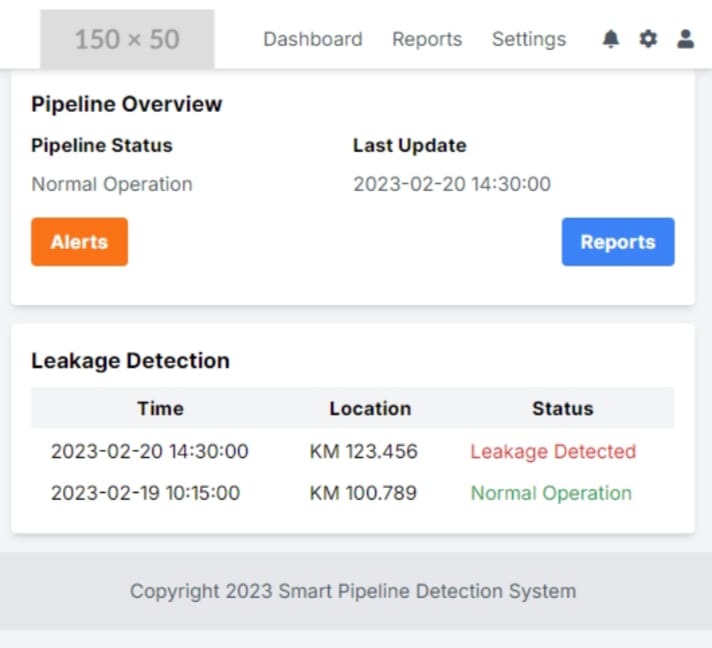 150 × 50 Dashboard Reports Settings
Pipeline Overview
Pipeline Status Last Update
Normal Operation 2023-02-20 14:30:00
Alerts Reports
Leakage Detection
Time Location Status
2023-02-20 14:30:00 KM 123.456 Leakage Detected
2023-02-19 10:15:00 KM 100.789 Normal Operation
Copyright 2023 Smart Pipeline Detection System